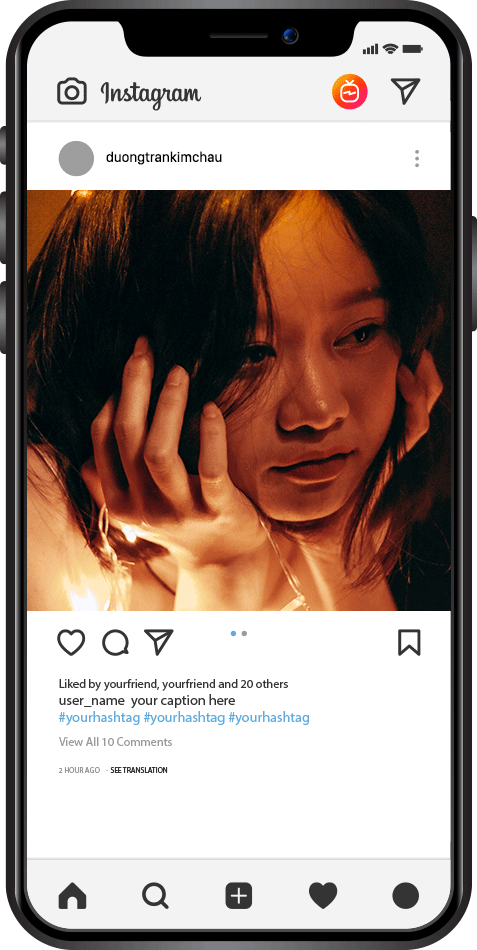 Instagram
duongtrankimchau
Liked by yourfriend, yourfriend and 20 others
user_name your caption here
#yourhashtag #yourhashtag #yourhashtag
View All 10 Comments
2 HOUR AGO · SEE TRANSLATION